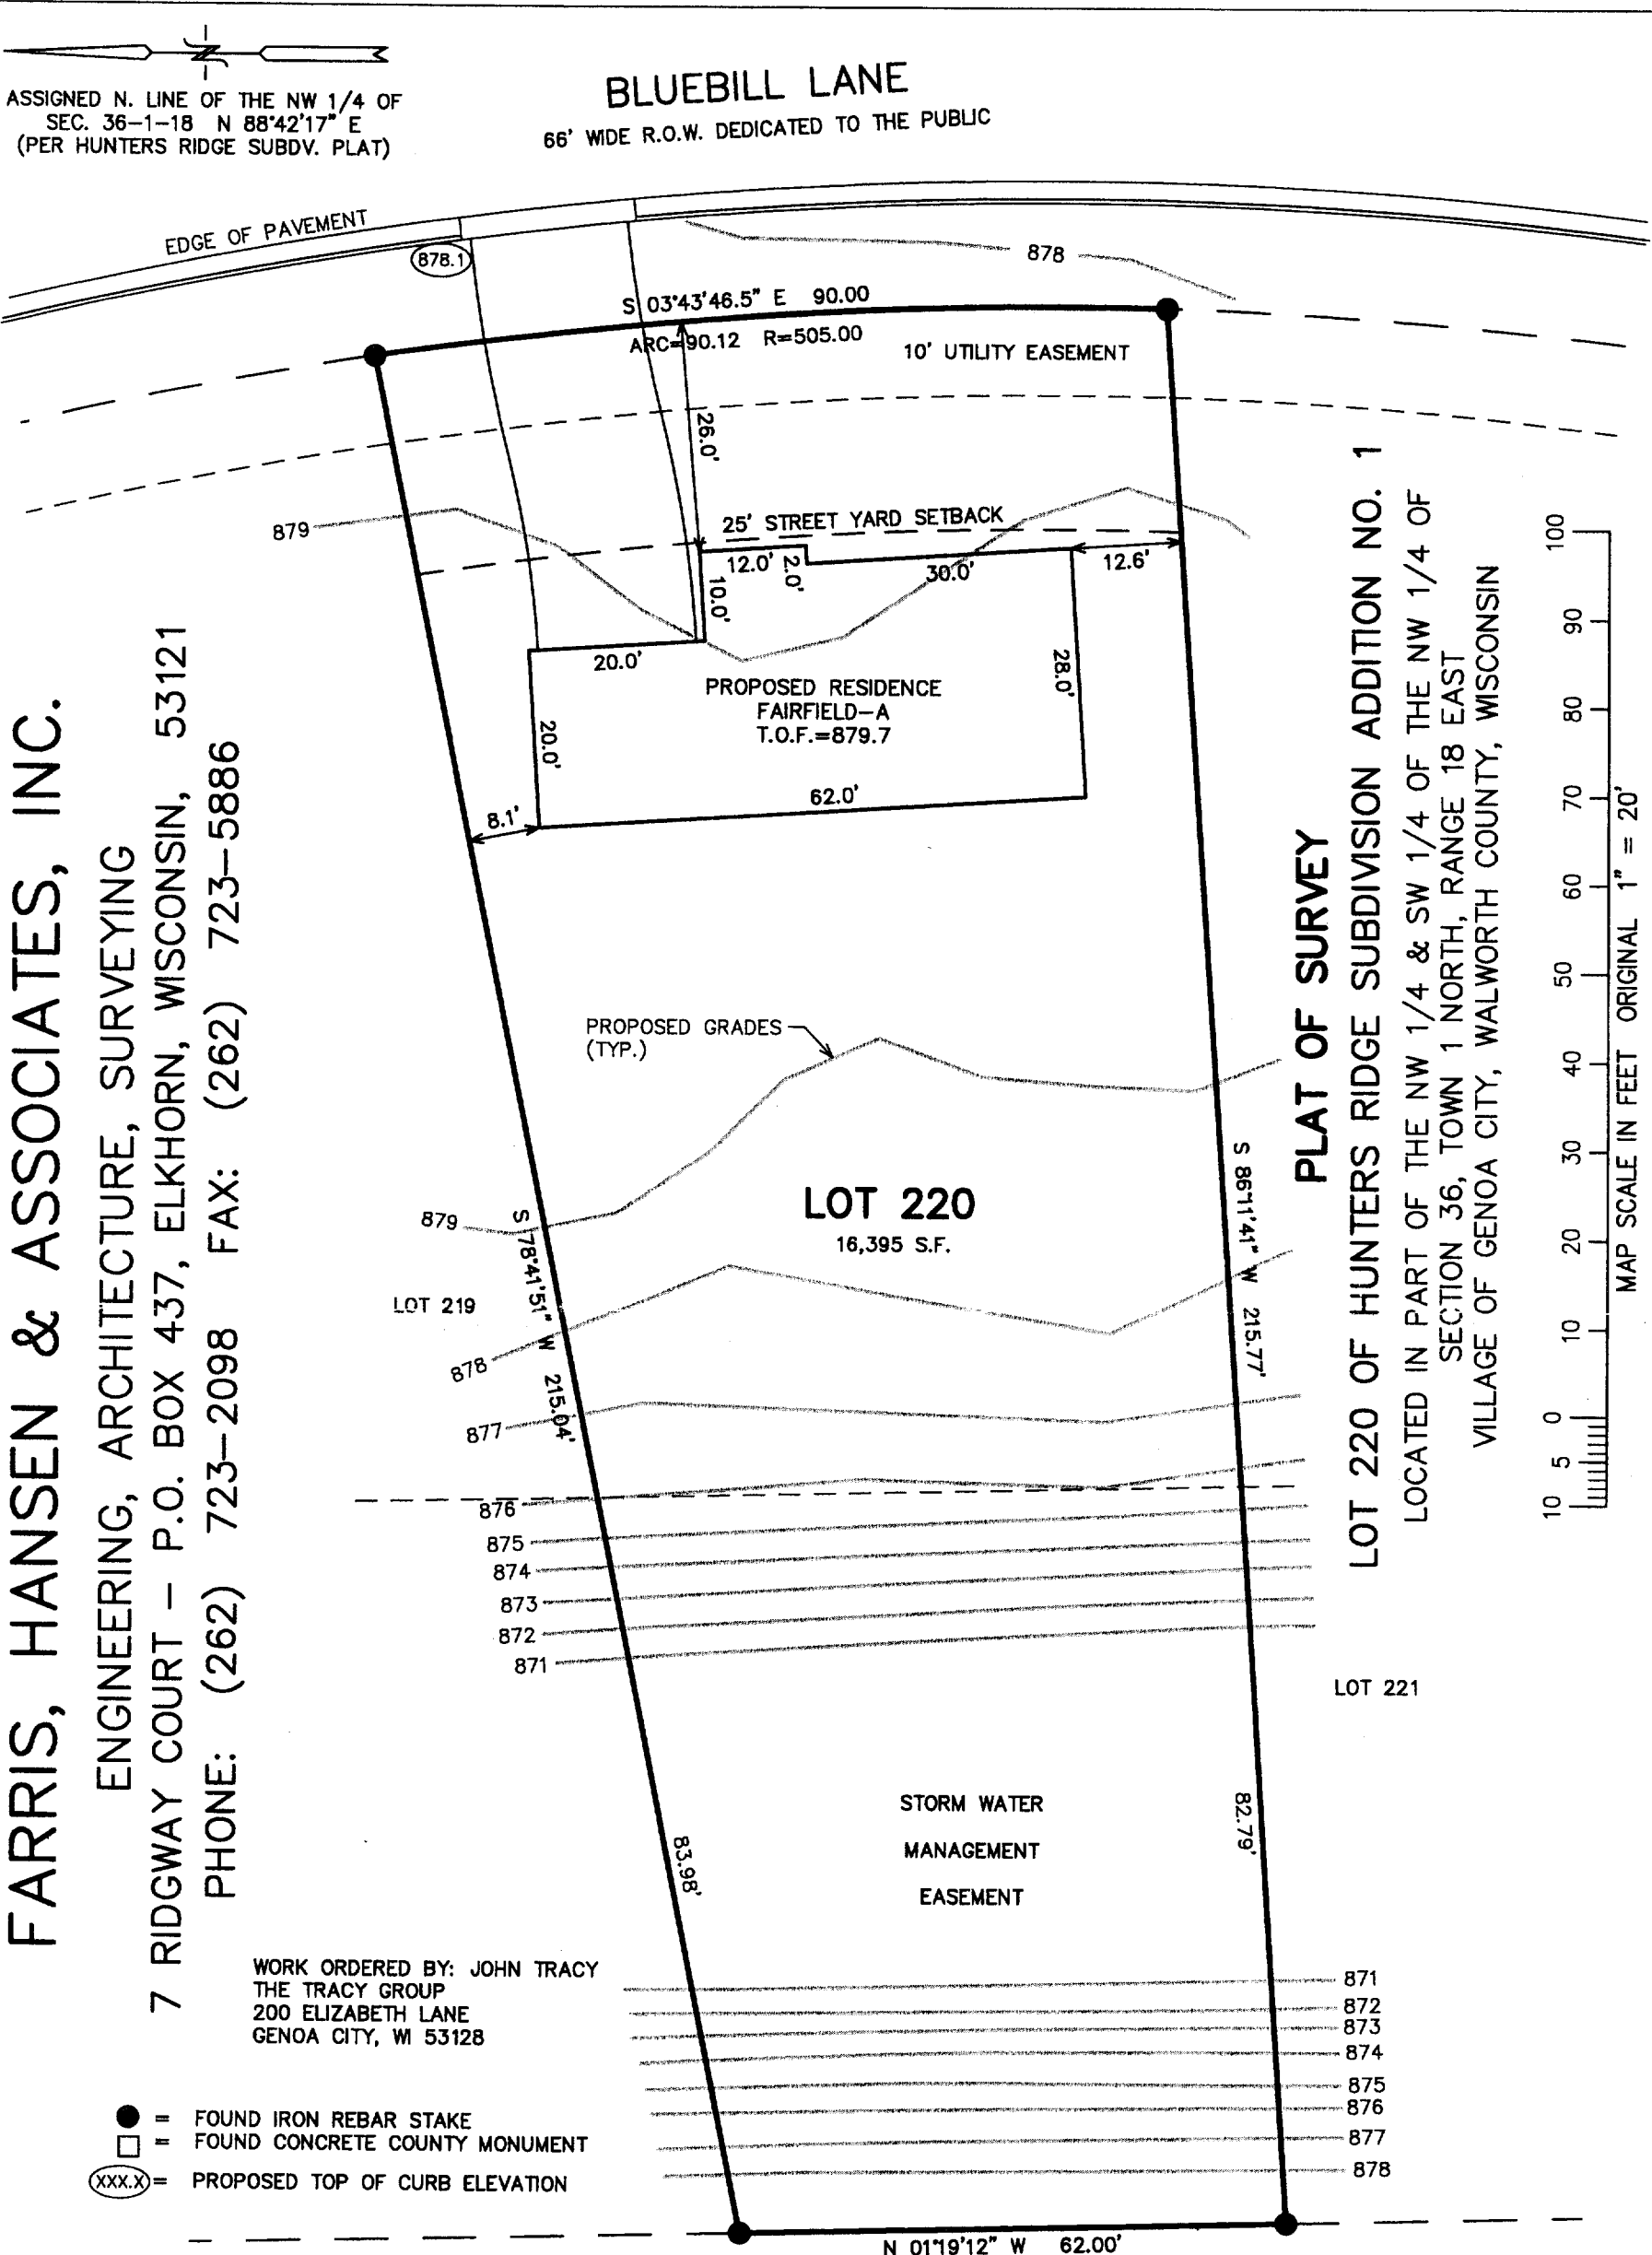 ASSIGNED N. LINE OF THE NW 1/4 OF
SEC. 36-1-18 N 88°42'17" E
(PER HUNTERS RIDGE SUBDV. PLAT)
BLUEBILL LANE
66' WIDE R.O.W. DEDICATED TO THE PUBLIC
EDGE OF PAVEMENT
878.1
878
S 03°43'46.5" E 90.00
ARC=90.12 R=505.00
10' UTILITY EASEMENT
26.0'
879
25' STREET YARD SETBACK
12.0'
2.0'
30.0'
12.6'
10.0'
20.0'
28.0'
PROPOSED RESIDENCE
FAIRFIELD-A
T.O.F.=879.7
20.0'
62.0'
8.1'
PROPOSED GRADES
(TYP.)
LOT 220
16,395 S.F.
879
S 78°41'51" W 215.04'
S 86°11'41" W 215.77'
LOT 219
878
877
876
875
874
873
872
871
LOT 221
STORM WATER
MANAGEMENT
EASEMENT
83.98'
82.79'
871
872
873
874
875
876
877
878
N 01°19'12" W 62.00'
WORK ORDERED BY: JOHN TRACY
THE TRACY GROUP
200 ELIZABETH LANE
GENOA CITY, WI 53128
= FOUND IRON REBAR STAKE
= FOUND CONCRETE COUNTY MONUMENT
XXX.X = PROPOSED TOP OF CURB ELEVATION
FARRIS, HANSEN & ASSOCIATES, INC.
ENGINEERING, ARCHITECTURE, SURVEYING
7 RIDGWAY COURT - P.O. BOX 437, ELKHORN, WISCONSIN, 53121
PHONE: (262) 723-2098 FAX: (262) 723-5886
PLAT OF SURVEY
LOT 220 OF HUNTERS RIDGE SUBDIVISION ADDITION NO. 1
LOCATED IN PART OF THE NW 1/4 & SW 1/4 OF THE NW 1/4 OF
SECTION 36, TOWN 1 NORTH, RANGE 18 EAST
VILLAGE OF GENOA CITY, WALWORTH COUNTY, WISCONSIN
10 5 0 10 20 30 40 50 60 70 80 90 100
MAP SCALE IN FEET ORIGINAL 1" = 20'